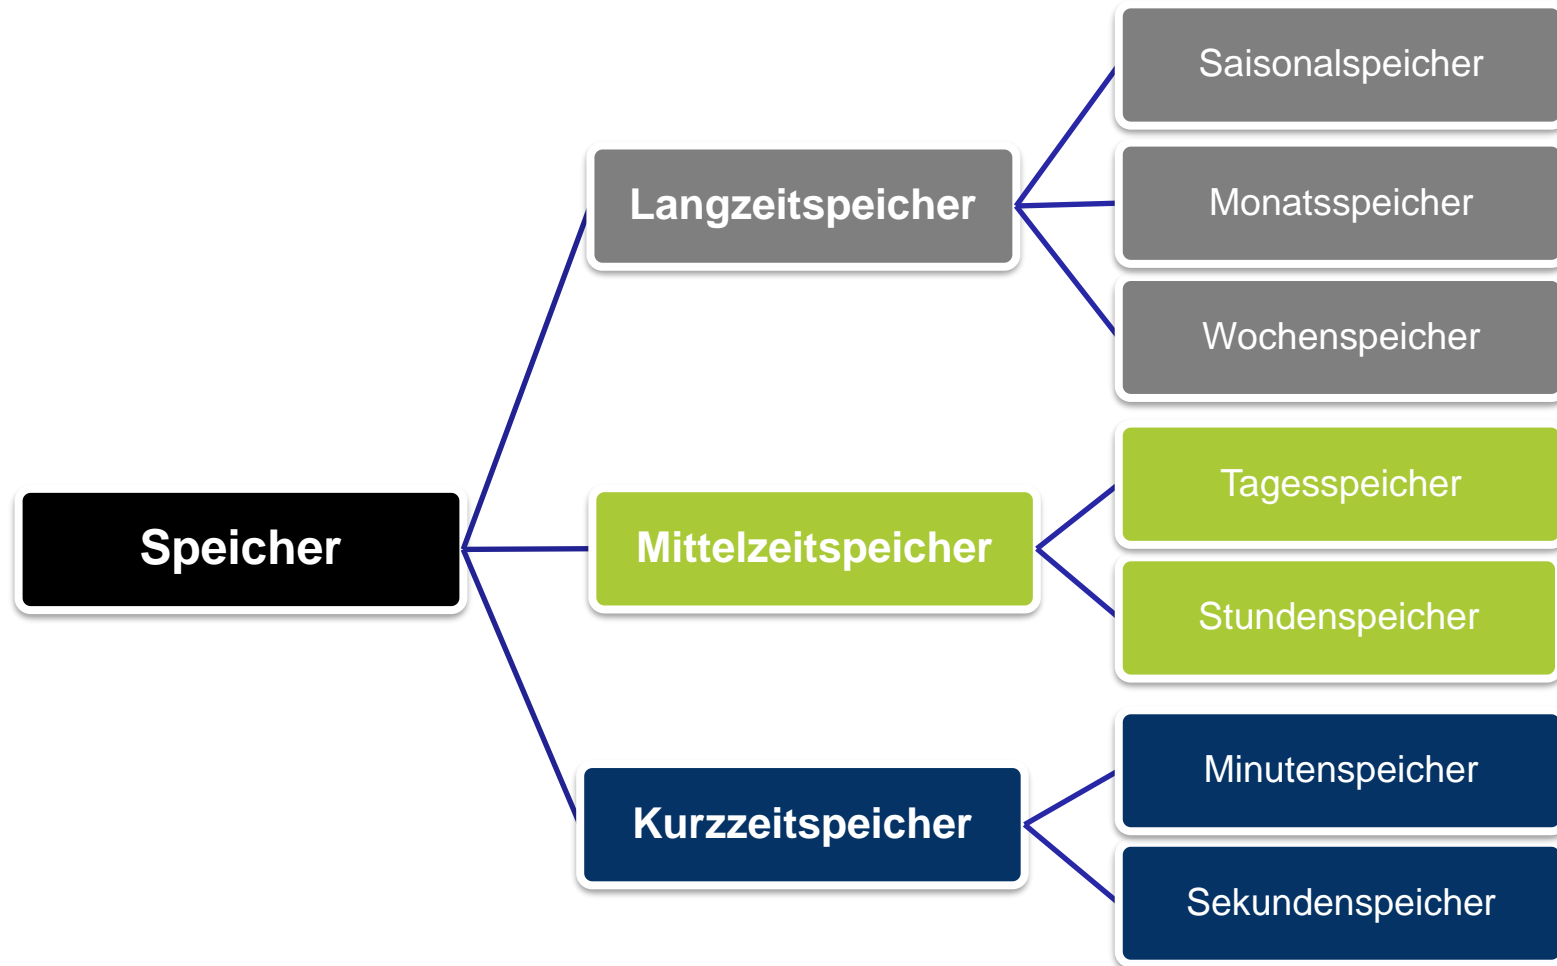 Speicher
Langzeitspeicher
Saisonalspeicher
Monatsspeicher
Wochenspeicher
Mittelzeitspeicher
Tagesspeicher
Stundenspeicher
Kurzzeitspeicher
Minutenspeicher
Sekundenspeicher